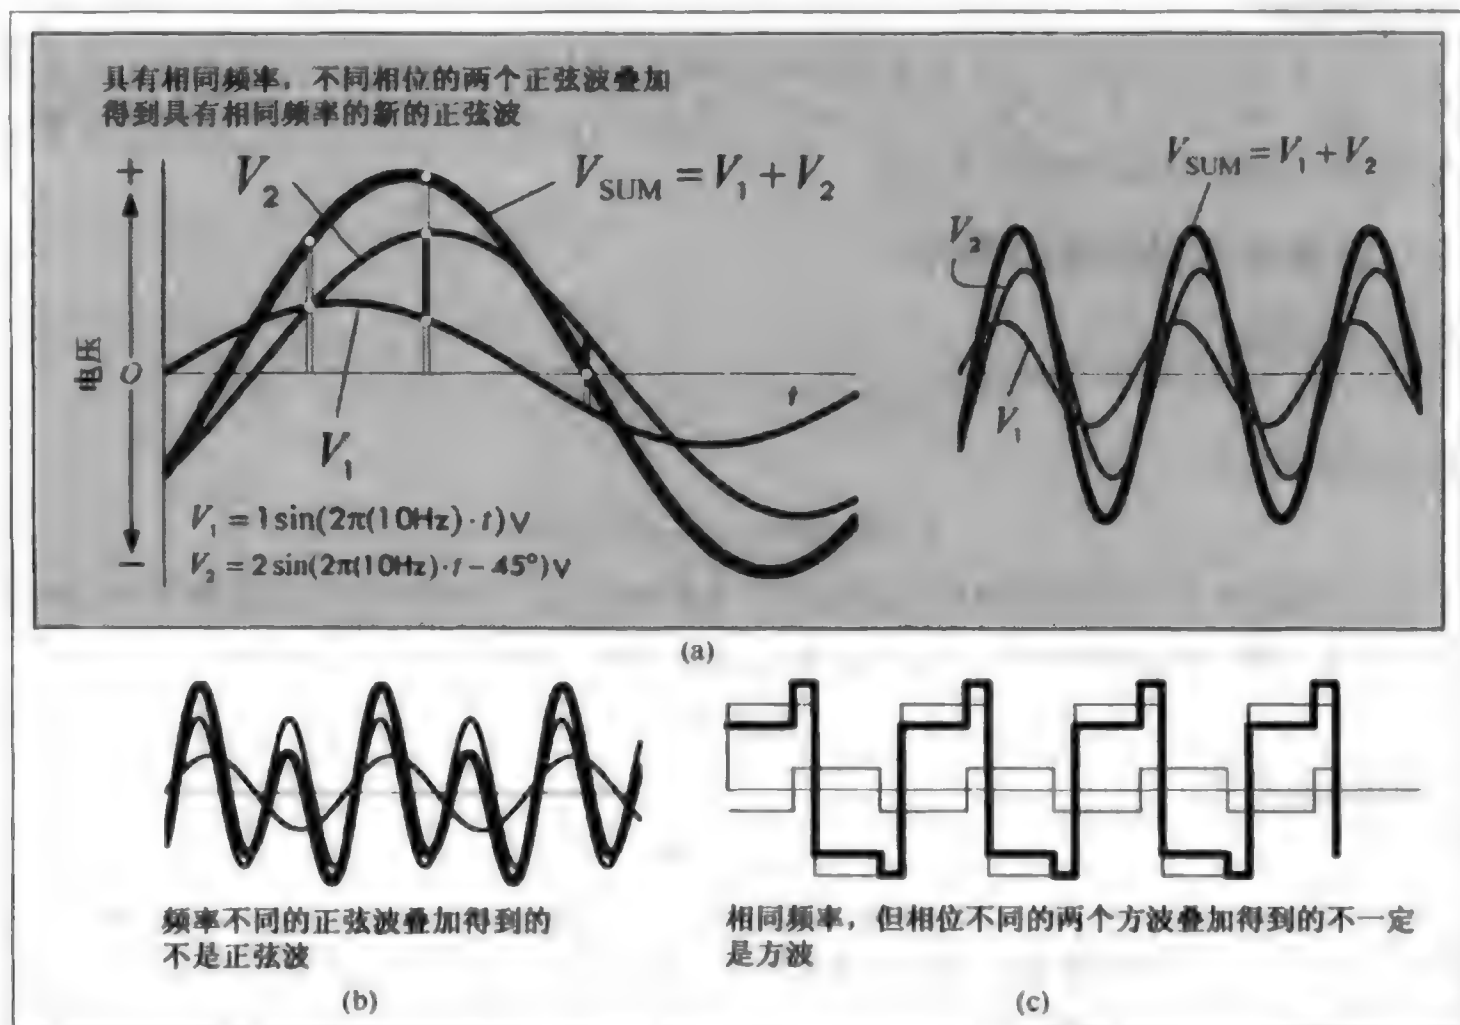 具有相同频率，不同相位的两个正弦波叠加
得到具有相同频率的新的正弦波
+
V₂
V_SUM = V₁ + V₂
电压
O
t
V₁
−
V₁ = 1sin(2π(10Hz)·t)V
V₂ = 2sin(2π(10Hz)·t − 45°)V
V_SUM = V₁ + V₂
V₂
V₁
(a)
频率不同的正弦波叠加得到的
不是正弦波
(b)
相同频率，但相位不同的两个方波叠加得到的不一定
是方波
(c)